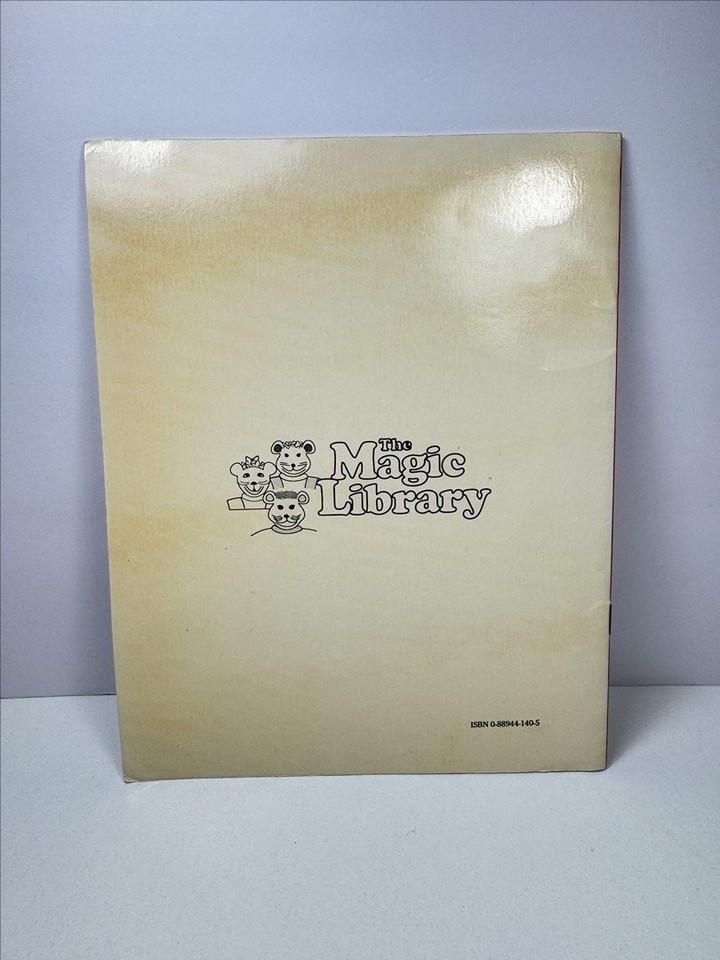 The
Magic
Library
ISBN 0-88944-140-5